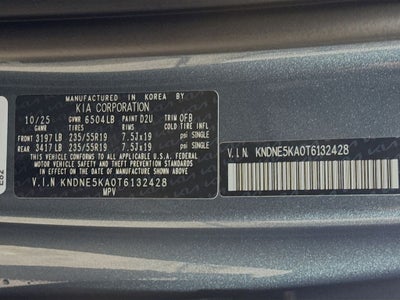 MANUFACTURED IN KOREA BY
KIA CORPORATION
10/25 GVWR 6504LB PAINT D2U TRIM OFB
GAWR COLD TIRE INFL
FRONT 3197LB 235/55R19 7.5Jx19 psi SINGLE
REAR 3417LB 235/55R19 7.5Jx19 psi SINGLE
THIS VEHICLE CONFORMS TO ALL APPLICABLE FEDERAL
MOTOR VEHICLE SAFETY AND THEFT PREVENTION STANDARDS
IN EFFECT ON THE DATE OF MANUFACTURE SHOWN ABOVE.
V.I.N KNDNE5KA0T6132428
MPV
V.I.N. KNDNE5KA0T6132428